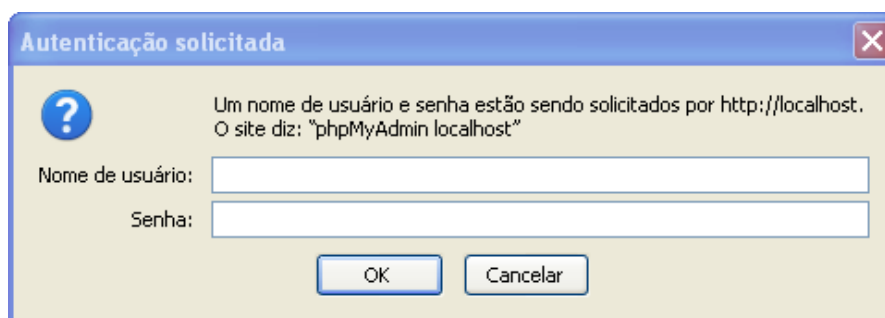 Autenticação solicitada
Um nome de usuário e senha estão sendo solicitados por http://localhost.
O site diz: "phpMyAdmin localhost"
Nome de usuário:
Senha:
OK Cancelar